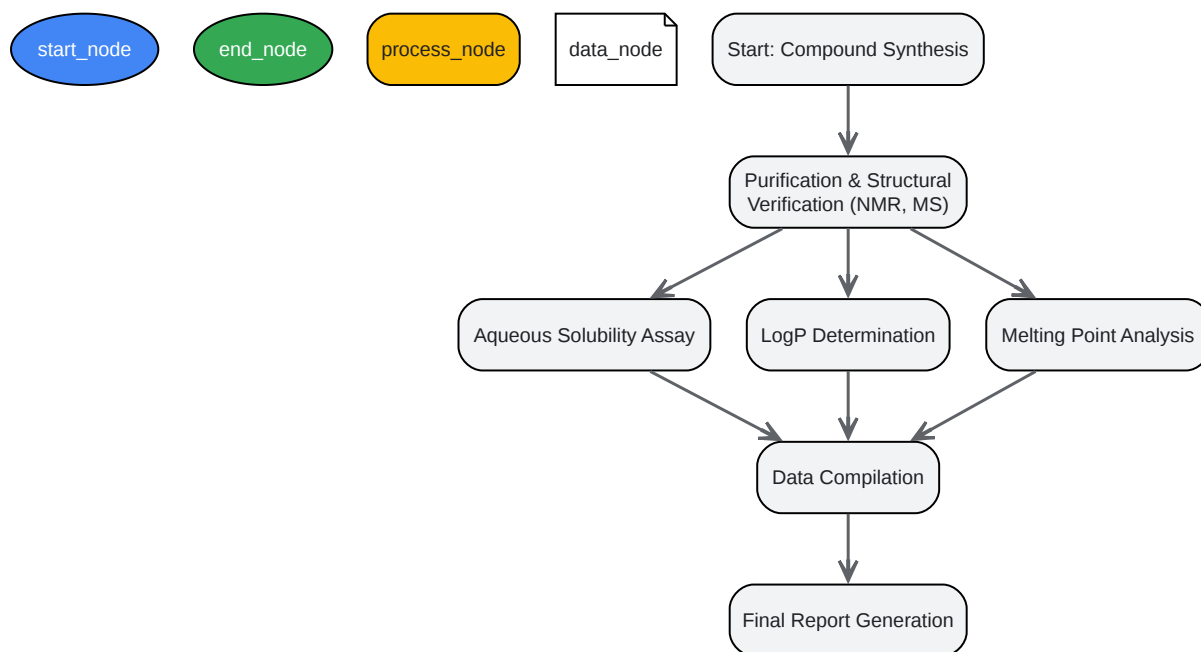 start_node
end_node
process_node
data_node
Start: Compound Synthesis
Purification & Structural
Verification (NMR, MS)
Aqueous Solubility Assay
LogP Determination
Melting Point Analysis
Data Compilation
Final Report Generation